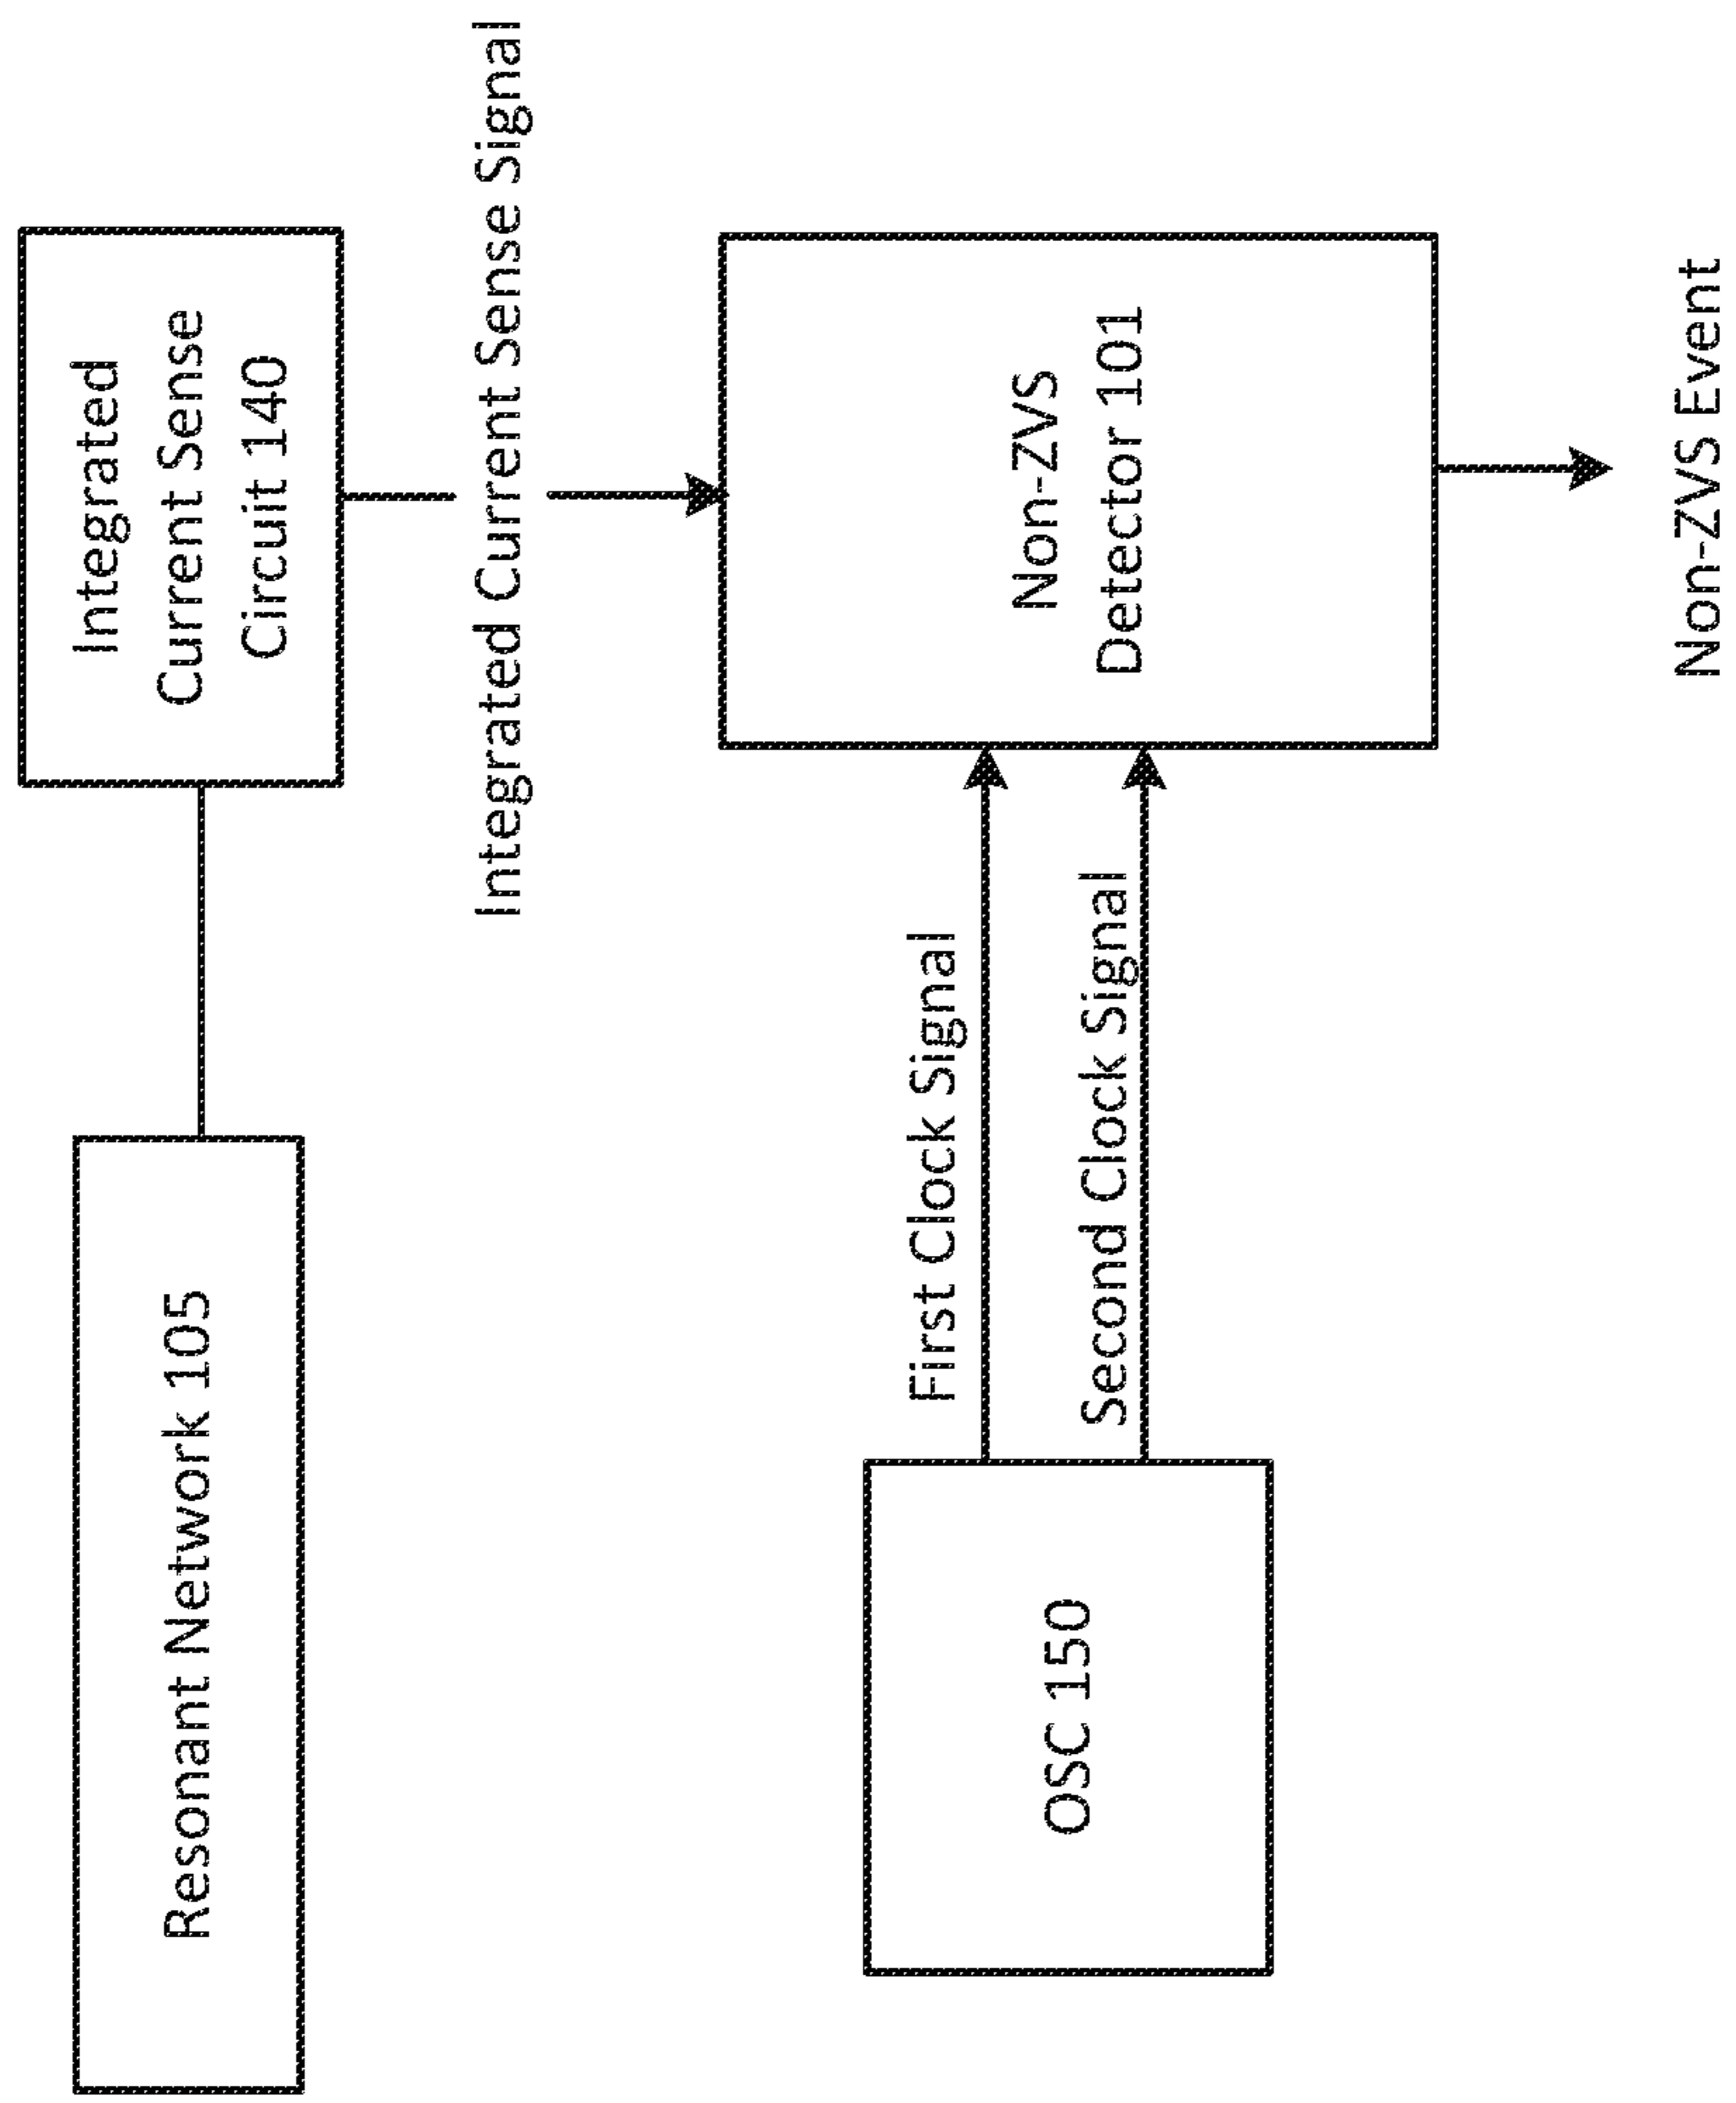 Resonant Network 105
Integrated
Current Sense
Circuit 140
Integrated Current Sense Signal
OSC 150
First Clock Signal
Second Clock Signal
Non-ZVS
Detector 101
Non-ZVS Event